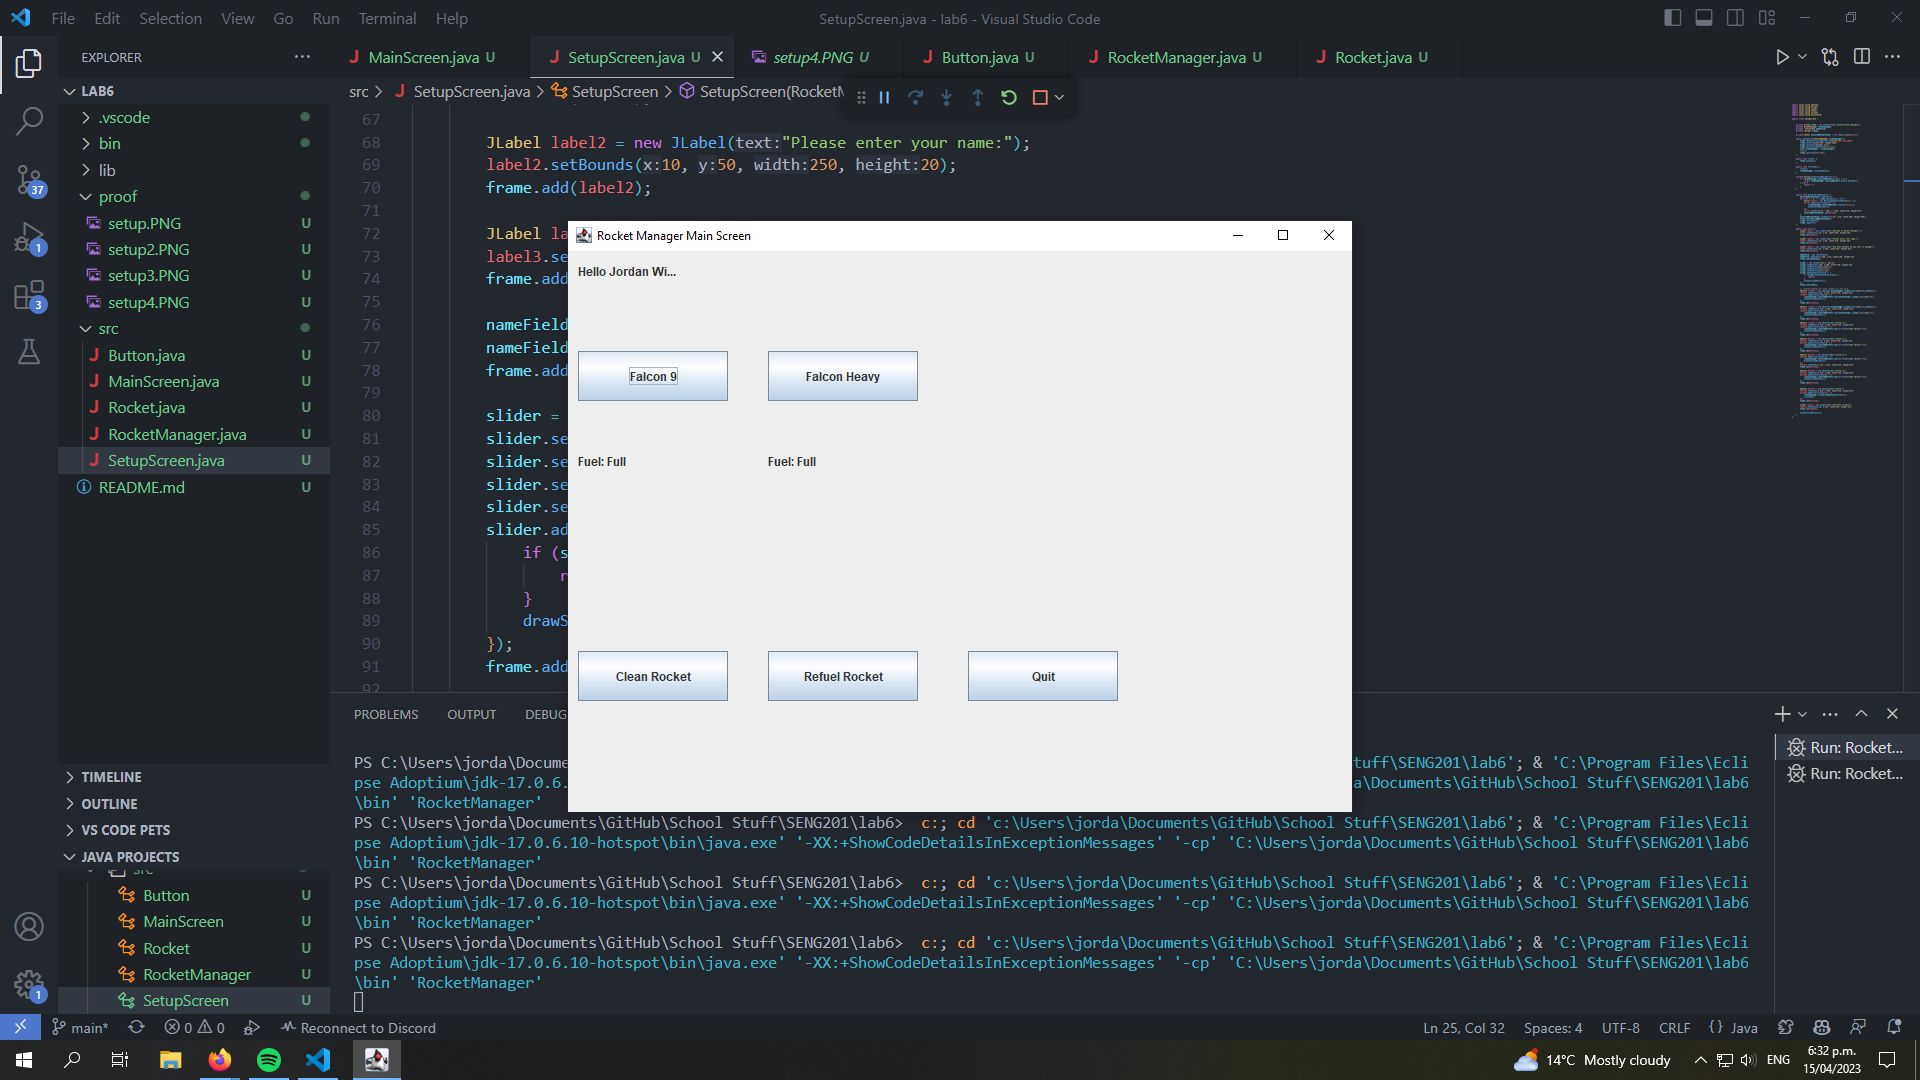 File Edit Selection View Go Run Terminal Help
SetupScreen.java - lab6 - Visual Studio Code
EXPLORER
MainScreen.java U
SetupScreen.java U
setup4.PNG U
Button.java U
RocketManager.java U
Rocket.java U
LAB6
.vscode
bin
lib
proof
setup.PNG U
setup2.PNG U
setup3.PNG U
setup4.PNG U
src
Button.java U
MainScreen.java U
Rocket.java U
RocketManager.java U
SetupScreen.java U
README.md U
TIMELINE
OUTLINE
VS CODE PETS
JAVA PROJECTS
src
Button U
MainScreen U
Rocket U
RocketManager U
SetupScreen U
37
1
3
1
src > SetupScreen.java > SetupScreen > SetupScreen(RocketM
67
68 JLabel label2 = new JLabel(text:"Please enter your name:");
69 label2.setBounds(x:10, y:50, width:250, height:20);
70 frame.add(label2);
71
72 JLabel la
73 label3.se
74 frame.add
75
76 nameField
77 nameField
78 frame.add
79
80 slider =
81 slider.se
82 slider.se
83 slider.se
84 slider.se
85 slider.ad
86 if (s
87 r
88 }
89 drawS
90 });
91 frame.add
92
Rocket Manager Main Screen
Hello Jordan Wi...
Falcon 9
Falcon Heavy
Fuel: Full
Fuel: Full
Clean Rocket
Refuel Rocket
Quit
PROBLEMS OUTPUT DEBUG
Run: Rocket...
Run: Rocket...
PS C:\Users\jorda\Docume tuff\SENG201\lab6'; & 'C:\Program Files\Ecli
pse Adoptium\jdk-17.0.6. a\Documents\GitHub\School Stuff\SENG201\lab6
\bin' 'RocketManager'
PS C:\Users\jorda\Documents\GitHub\School Stuff\SENG201\lab6> c:; cd 'c:\Users\jorda\Documents\GitHub\School Stuff\SENG201\lab6'; & 'C:\Program Files\Ecli
pse Adoptium\jdk-17.0.6.10-hotspot\bin\java.exe' '-XX:+ShowCodeDetailsInExceptionMessages' '-cp' 'C:\Users\jorda\Documents\GitHub\School Stuff\SENG201\lab6
\bin' 'RocketManager'
PS C:\Users\jorda\Documents\GitHub\School Stuff\SENG201\lab6> c:; cd 'c:\Users\jorda\Documents\GitHub\School Stuff\SENG201\lab6'; & 'C:\Program Files\Ecli
pse Adoptium\jdk-17.0.6.10-hotspot\bin\java.exe' '-XX:+ShowCodeDetailsInExceptionMessages' '-cp' 'C:\Users\jorda\Documents\GitHub\School Stuff\SENG201\lab6
\bin' 'RocketManager'
PS C:\Users\jorda\Documents\GitHub\School Stuff\SENG201\lab6> c:; cd 'c:\Users\jorda\Documents\GitHub\School Stuff\SENG201\lab6'; & 'C:\Program Files\Ecli
pse Adoptium\jdk-17.0.6.10-hotspot\bin\java.exe' '-XX:+ShowCodeDetailsInExceptionMessages' '-cp' 'C:\Users\jorda\Documents\GitHub\School Stuff\SENG201\lab6
\bin' 'RocketManager'
main* 0 0 Reconnect to Discord
Ln 25, Col 32 Spaces: 4 UTF-8 CRLF {} Java
14°C Mostly cloudy ENG
6:32 p.m.
15/04/2023